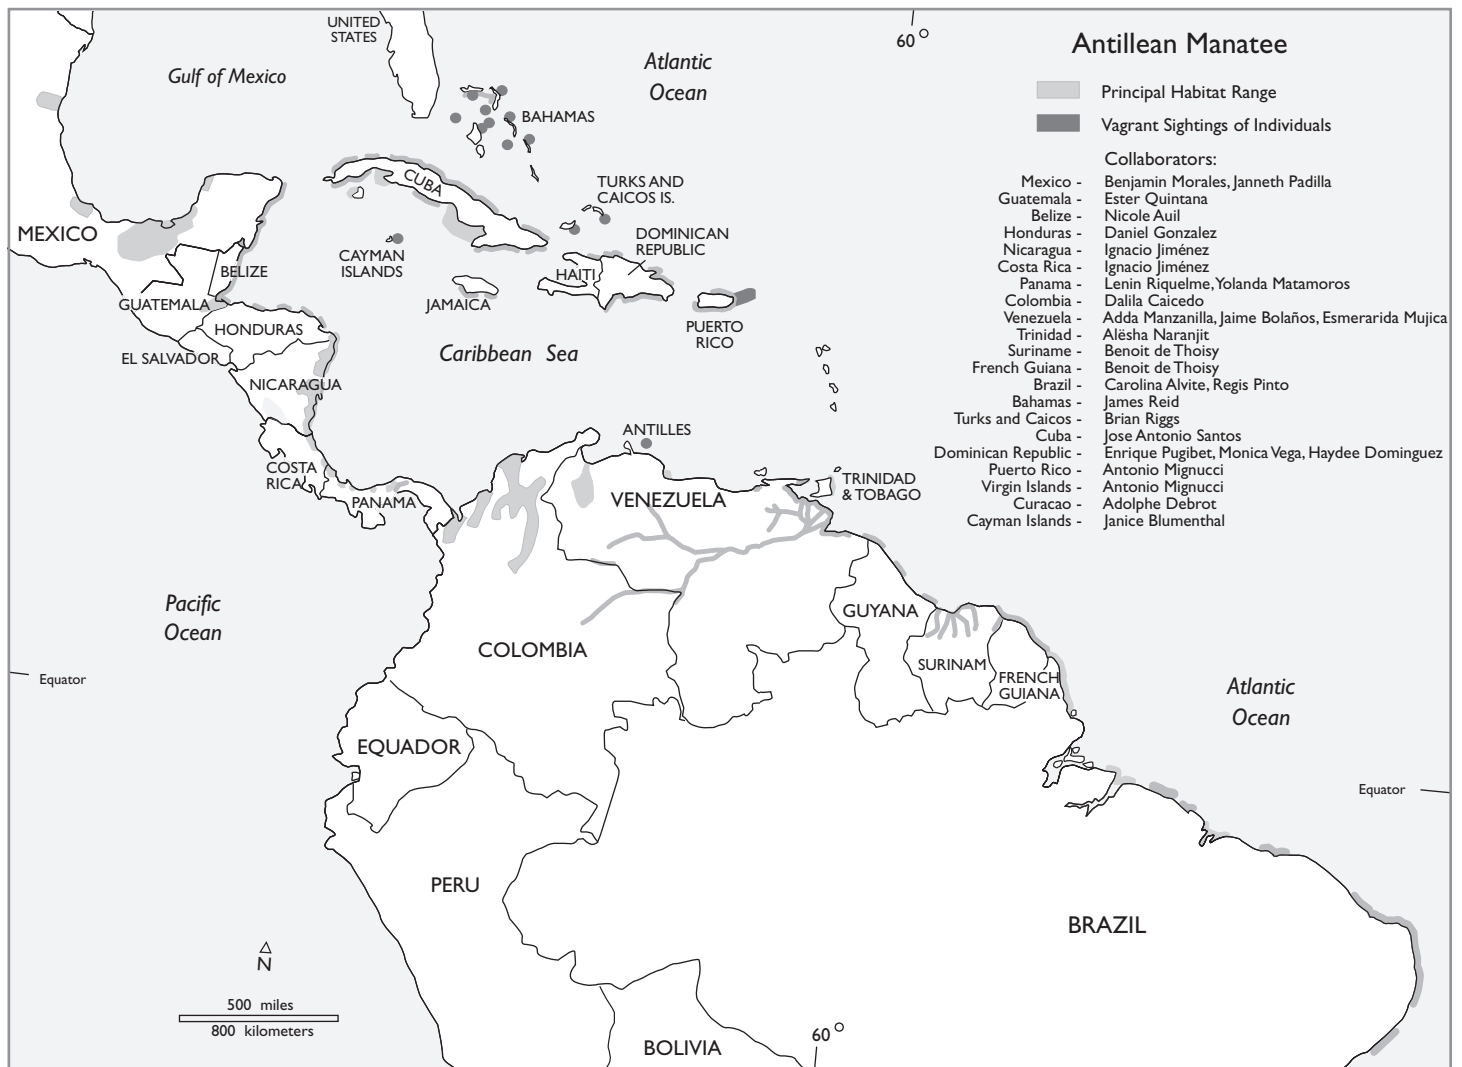 UNITED
STATES
Gulf of Mexico
Atlantic
Ocean
60°
Antillean Manatee
Principal Habitat Range
Vagrant Sightings of Individuals
Collaborators:
Mexico - Benjamin Morales, Janneth Padilla
Guatemala - Ester Quintana
Belize - Nicole Auil
Honduras - Daniel Gonzalez
Nicaragua - Ignacio Jiménez
Costa Rica - Ignacio Jiménez
Panama - Lenin Riquelme, Yolanda Matamoros
Colombia - Dalila Caicedo
Venezuela - Adda Manzanilla, Jaime Bolaños, Esmerarida Mujica
Trinidad - Alësha Naranjit
Suriname - Benoit de Thoisy
French Guiana - Benoit de Thoisy
Brazil - Carolina Alvite, Regis Pinto
Bahamas - James Reid
Turks and Caicos - Brian Riggs
Cuba - Jose Antonio Santos
Dominican Republic - Enrique Pugibet, Monica Vega, Haydee Dominguez
Puerto Rico - Antonio Mignucci
Virgin Islands - Antonio Mignucci
Curacao - Adolphe Debrot
Cayman Islands - Janice Blumenthal
BAHAMAS
CUBA
TURKS AND
CAICOS IS.
MEXICO
CAYMAN
ISLANDS
DOMINICAN
REPUBLIC
HAITI
BELIZE
JAMAICA
GUATEMALA
HONDURAS
PUERTO
RICO
EL SALVADOR
Caribbean Sea
NICARAGUA
ANTILLES
COSTA
RICA
PANAMA
VENEZUELA
TRINIDAD
& TOBAGO
Pacific
Ocean
GUYANA
COLOMBIA
SURINAM
FRENCH
GUIANA
Equator
Atlantic
Ocean
EQUADOR
Equator
PERU
BRAZIL
N
500 miles
800 kilometers
60°
BOLIVIA